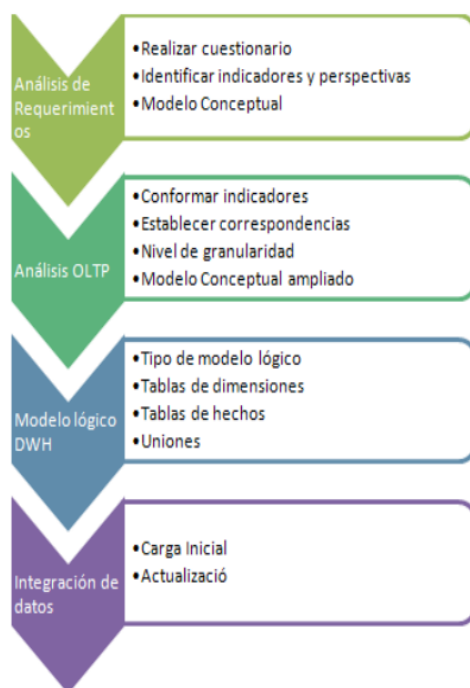 Análisis de
Requerimient
os
•Realizar cuestionario
•Identificar indicadores y perspectivas
•Modelo Conceptual
Análisis OLTP
•Conformar indicadores
•Establecer correspondencias
•Nivel de granularidad
•Modelo Conceptual ampliado
Modelo lógico
DWH
•Tipo de modelo lógico
•Tablas de dimensiones
•Tablas de hechos
•Uniones
Integración de
datos
•Carga Inicial
•Actualizació